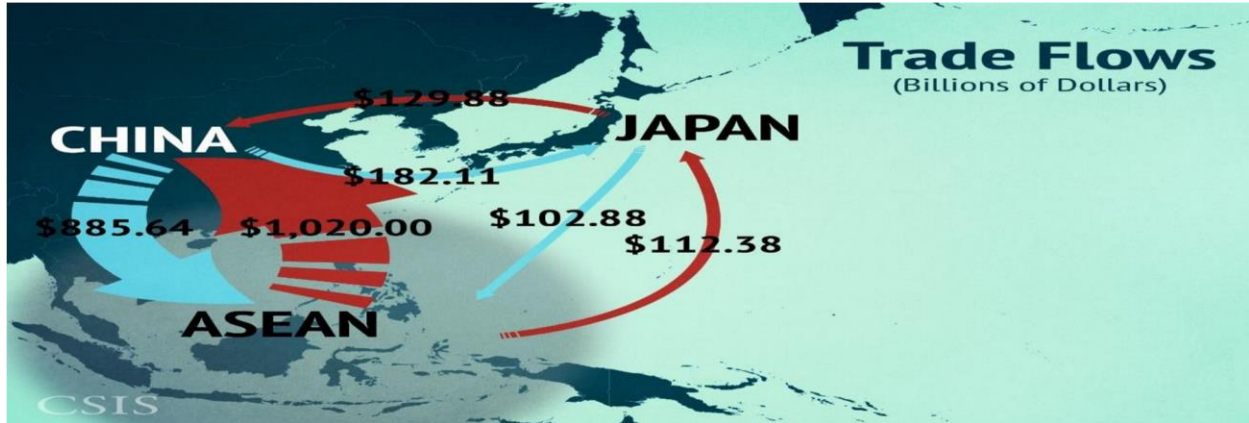 Trade Flows
(Billions of Dollars)
$129.88
CHINA
JAPAN
$182.11
$885.64
$1,020.00
$102.88
$112.38
ASEAN
CSIS